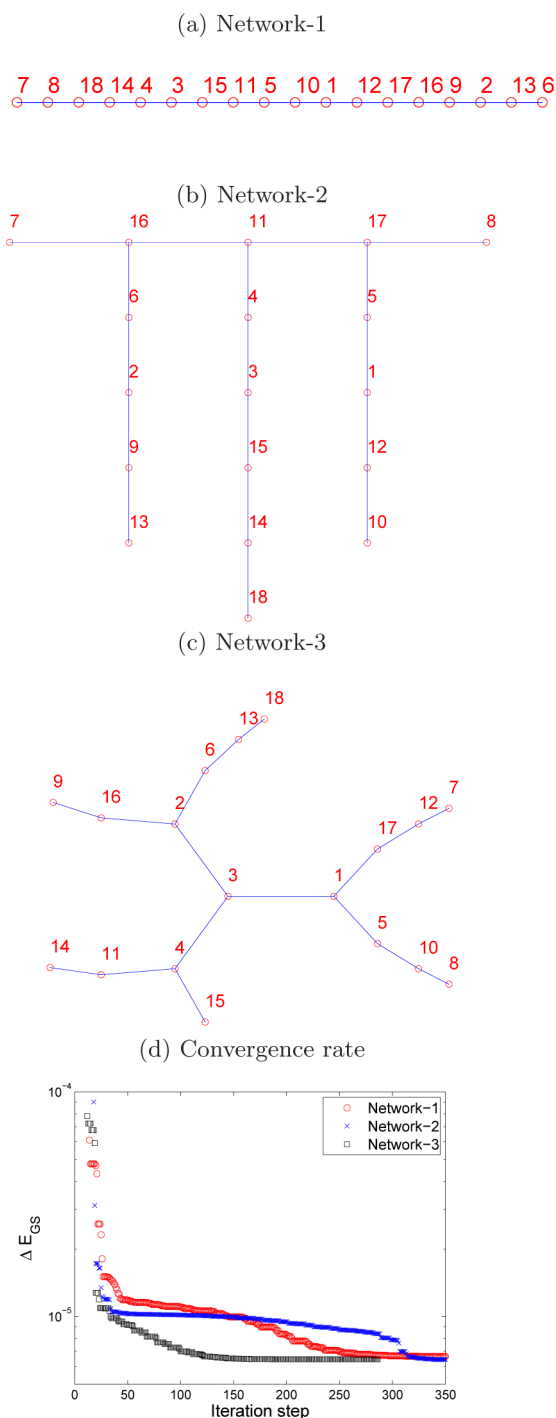 (a) Network-1
7 8 18 14 4 3 15 11 5 10 1 12 17 16 9 2 13 6
(b) Network-2
7 16 11 17 8
6 4 5
2 3 1
9 15 12
13 14 10
18
(c) Network-3
18
13
6
9 16 2 12 7
17
3 1
5
14 11 4 10 8
15
(d) Convergence rate
10⁻⁴
Network−1
Network−2
Network−3
Δ E_GS
10⁻⁵
0 50 100 150 200 250 300 350
Iteration step